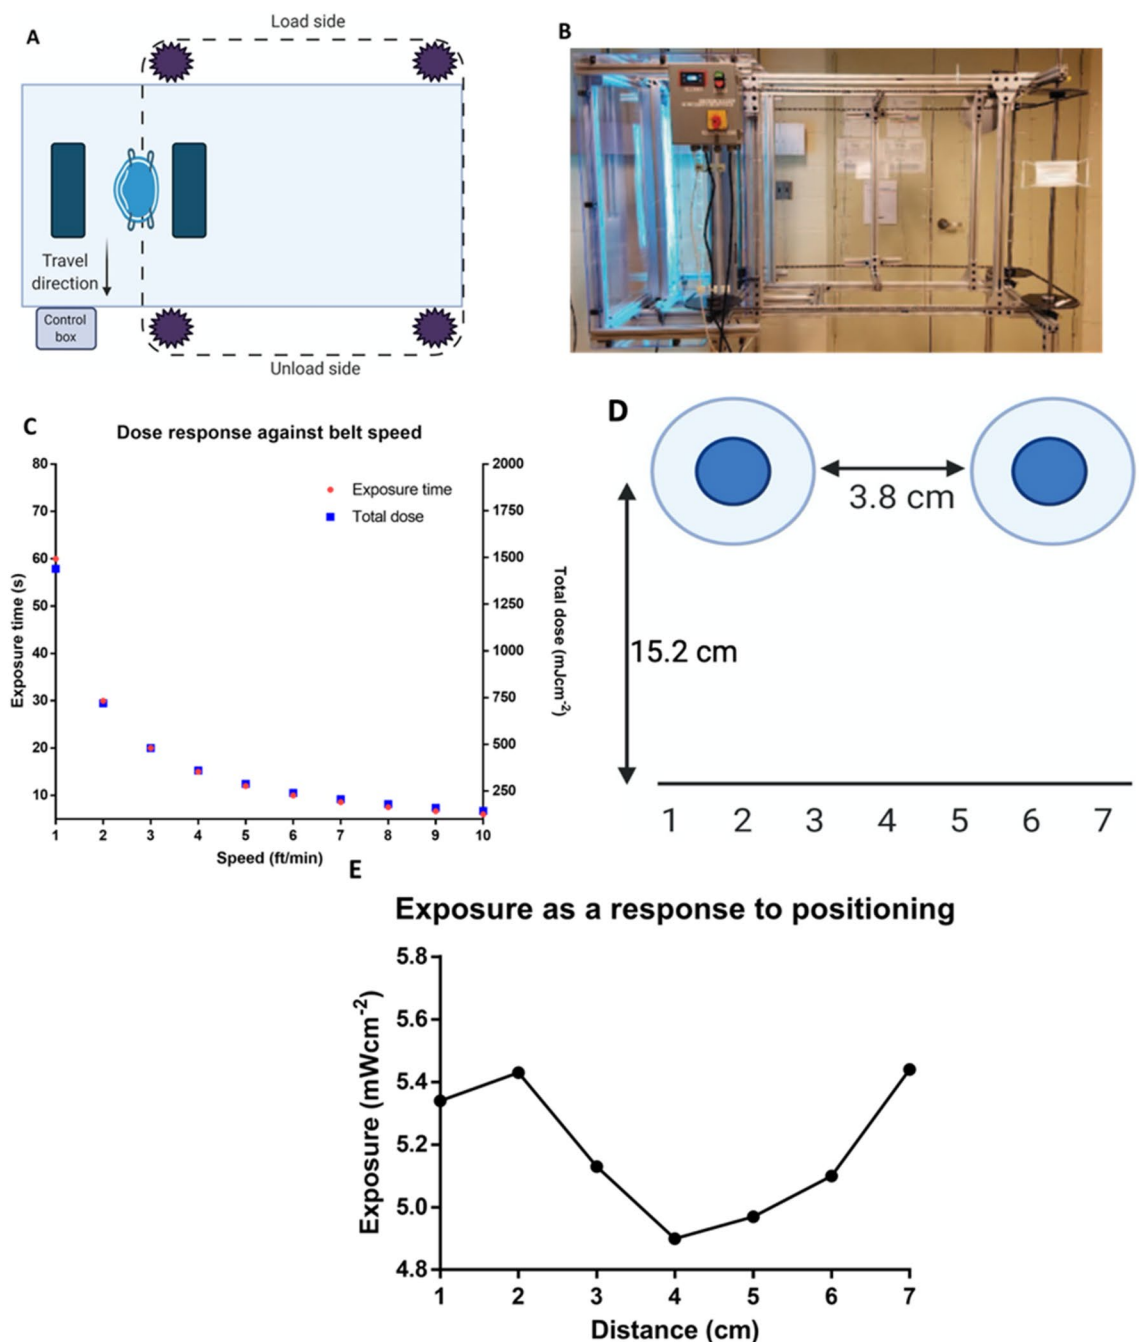 A
Load side
Travel
direction
Control
box
Unload side
B
C
Dose response against belt speed
Exposure time (s)
80
70
60
50
40
30
20
10
Exposure time
Total dose
2000
1750
1500
1250
1000
750
500
250
Total dose (mJcm⁻²)
1 2 3 4 5 6 7 8 9 10
Speed (ft/min)
D
3.8 cm
15.2 cm
1 2 3 4 5 6 7
E
Exposure as a response to positioning
Exposure (mWcm⁻²)
5.8
5.6
5.4
5.2
5.0
4.8
1 2 3 4 5 6 7
Distance (cm)